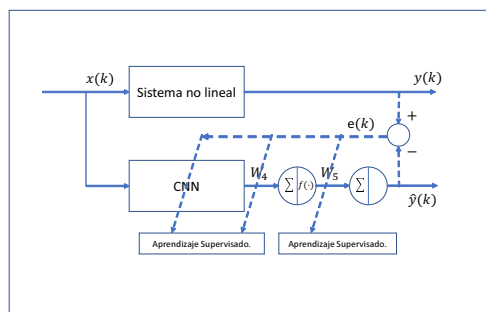 x(k)
Sistema no lineal
y(k)
+
e(k)
−
CNN
W₄
∑ f(·)
W₅
∑
ŷ(k)
Aprendizaje Supervisado.
Aprendizaje Supervisado.